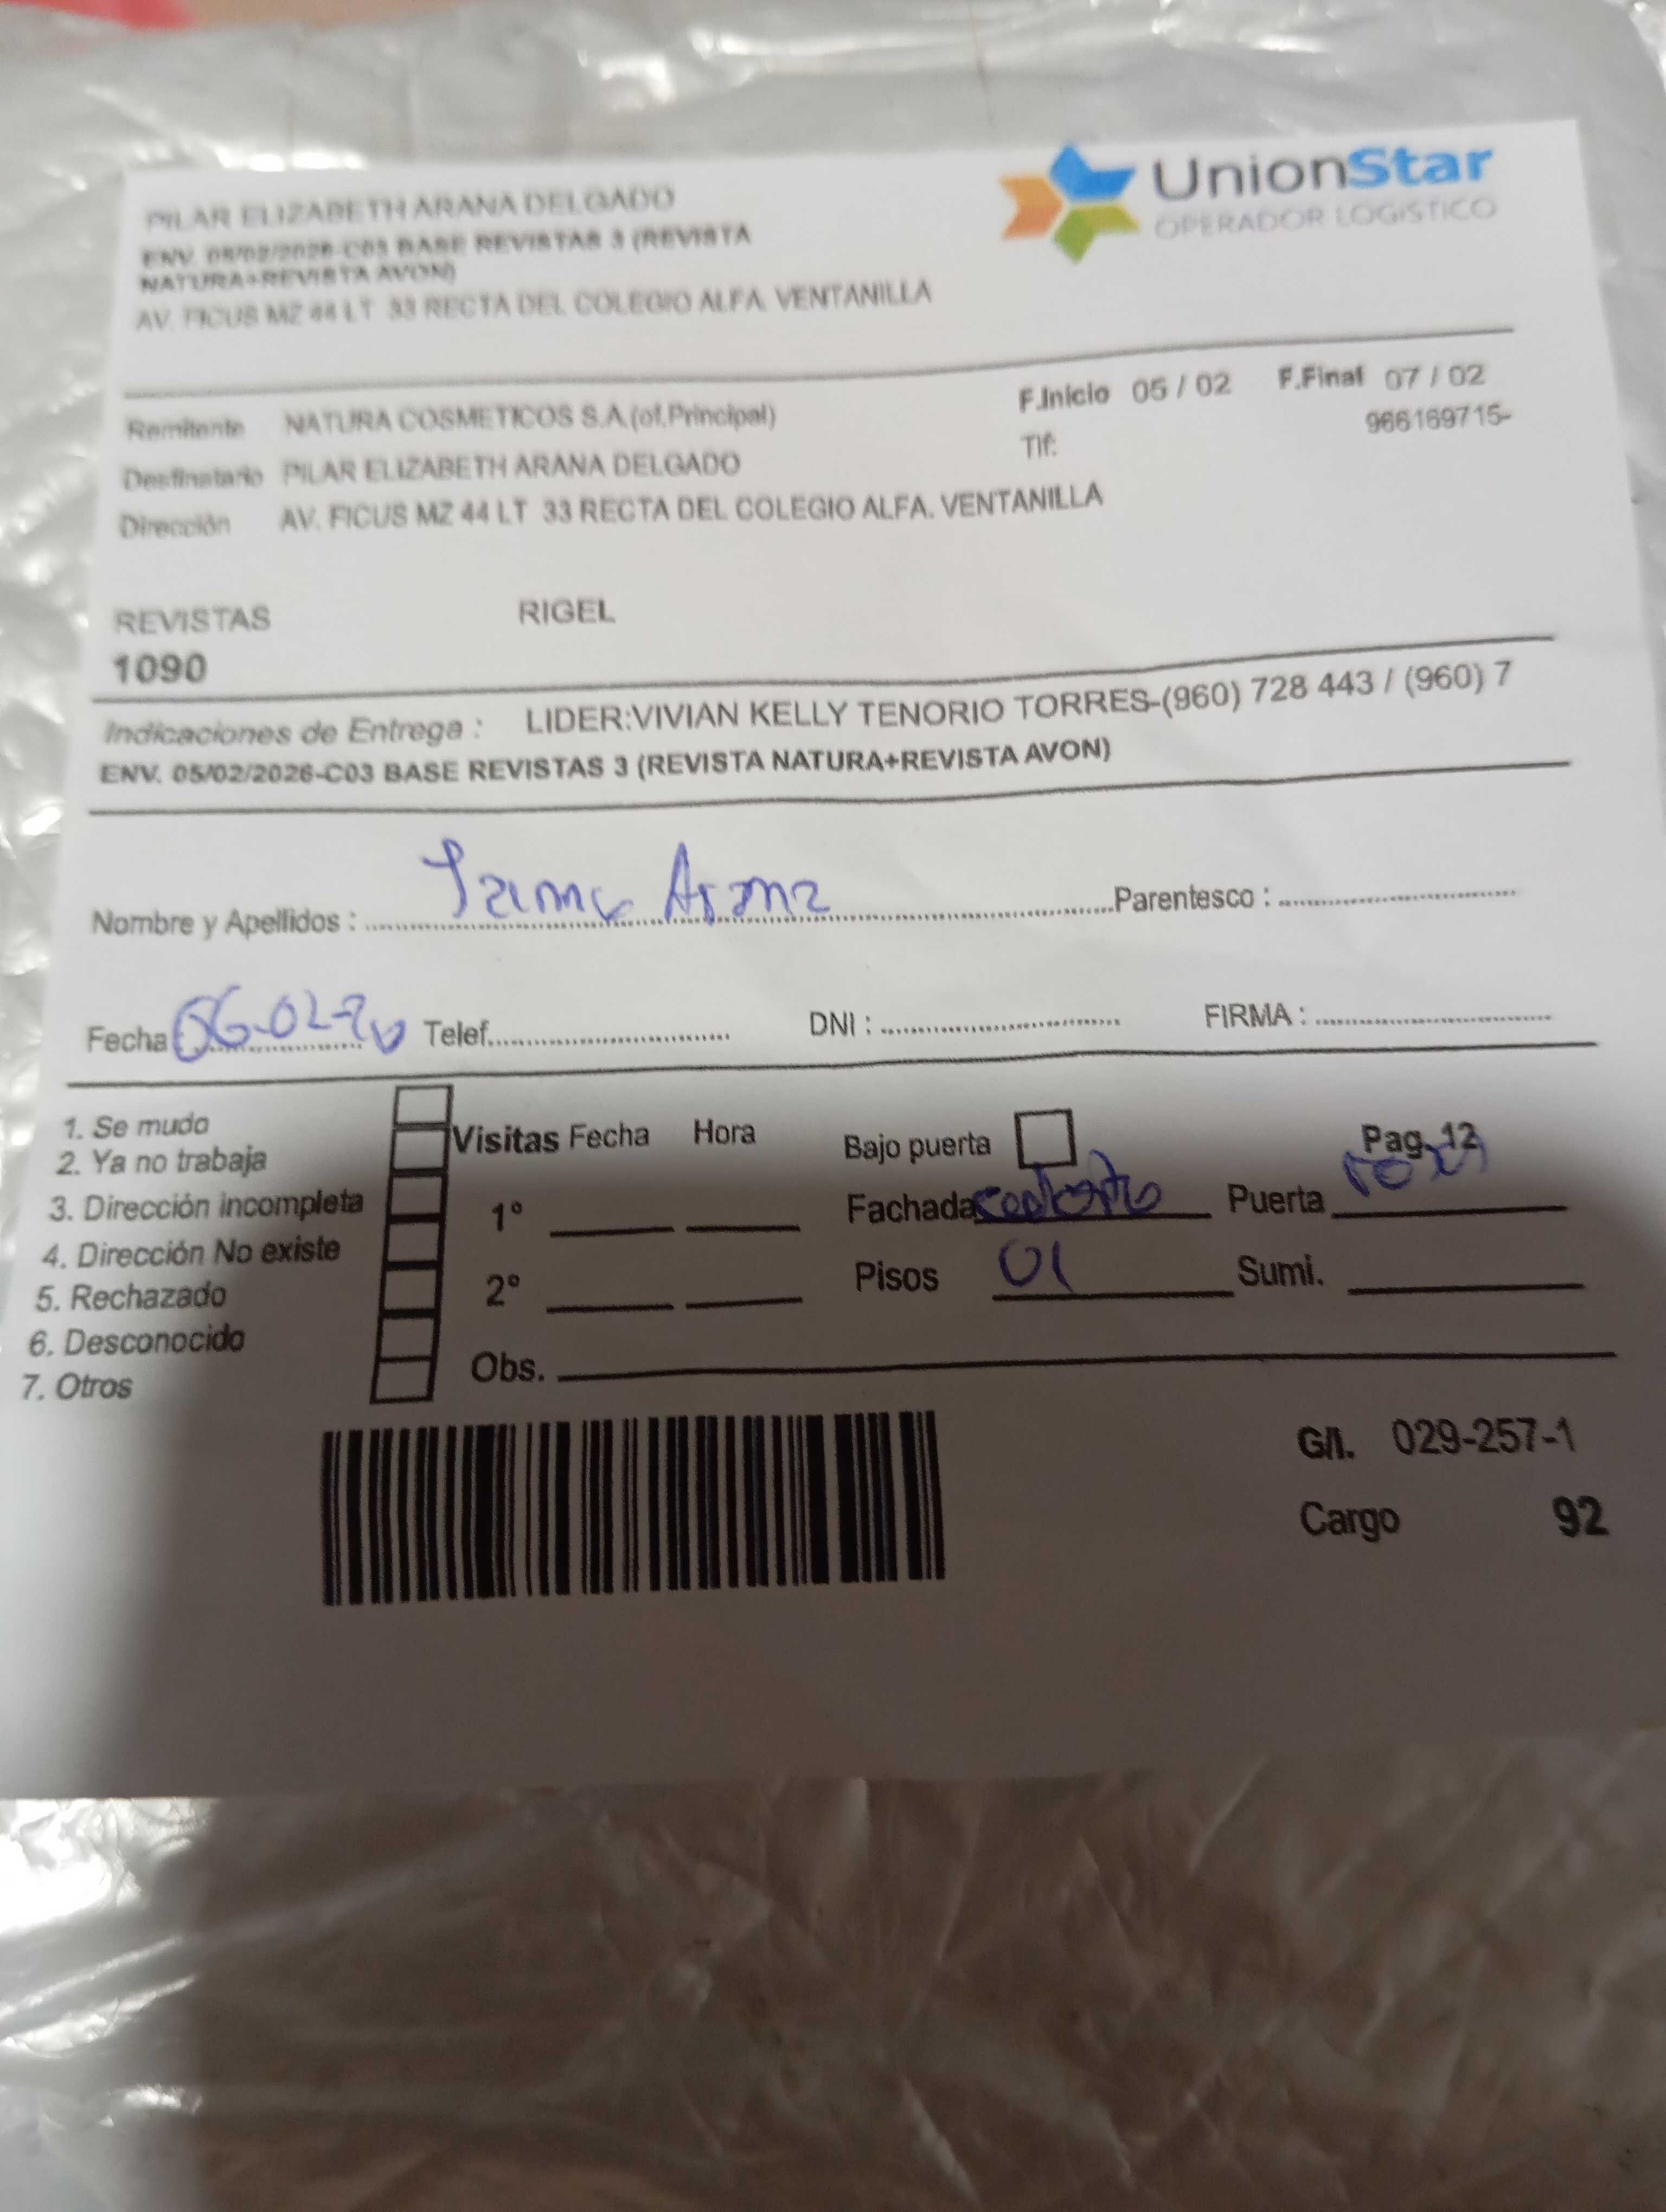 PILAR ELIZABETH ARANA DELGADO
ENV. 05/02/2026-C03 BASE REVISTAS 3 (REVISTA
NATURA+REVISTA AVON)
AV. FICUS MZ 44 LT 33 RECTA DEL COLEGIO ALFA. VENTANILLA
UnionStar
OPERADOR LOGISTICO
F.Inicio 05 / 02 F.Final 07 / 02
Remitente NATURA COSMETICOS S.A.(of.Principal)
Tlf: 966169715-
Destinatario PILAR ELIZABETH ARANA DELGADO
Dirección AV. FICUS MZ 44 LT 33 RECTA DEL COLEGIO ALFA. VENTANILLA
REVISTAS RIGEL
1090
Indicaciones de Entrega : LIDER:VIVIAN KELLY TENORIO TORRES-(960) 728 443 / (960) 7
ENV. 05/02/2026-C03 BASE REVISTAS 3 (REVISTA NATURA+REVISTA AVON)
Nombre y Apellidos : Arana Parentesco :
Fecha Telef. DNI : FIRMA :
1. Se mudo
2. Ya no trabaja
3. Dirección incompleta
4. Dirección No existe
5. Rechazado
6. Desconocido
7. Otros
Visitas Fecha Hora
1°
2°
Obs.
Bajo puerta Pag. 12
Fachada Puerta
Pisos 01 Sumi.
G/I. 029-257-1
Cargo 92